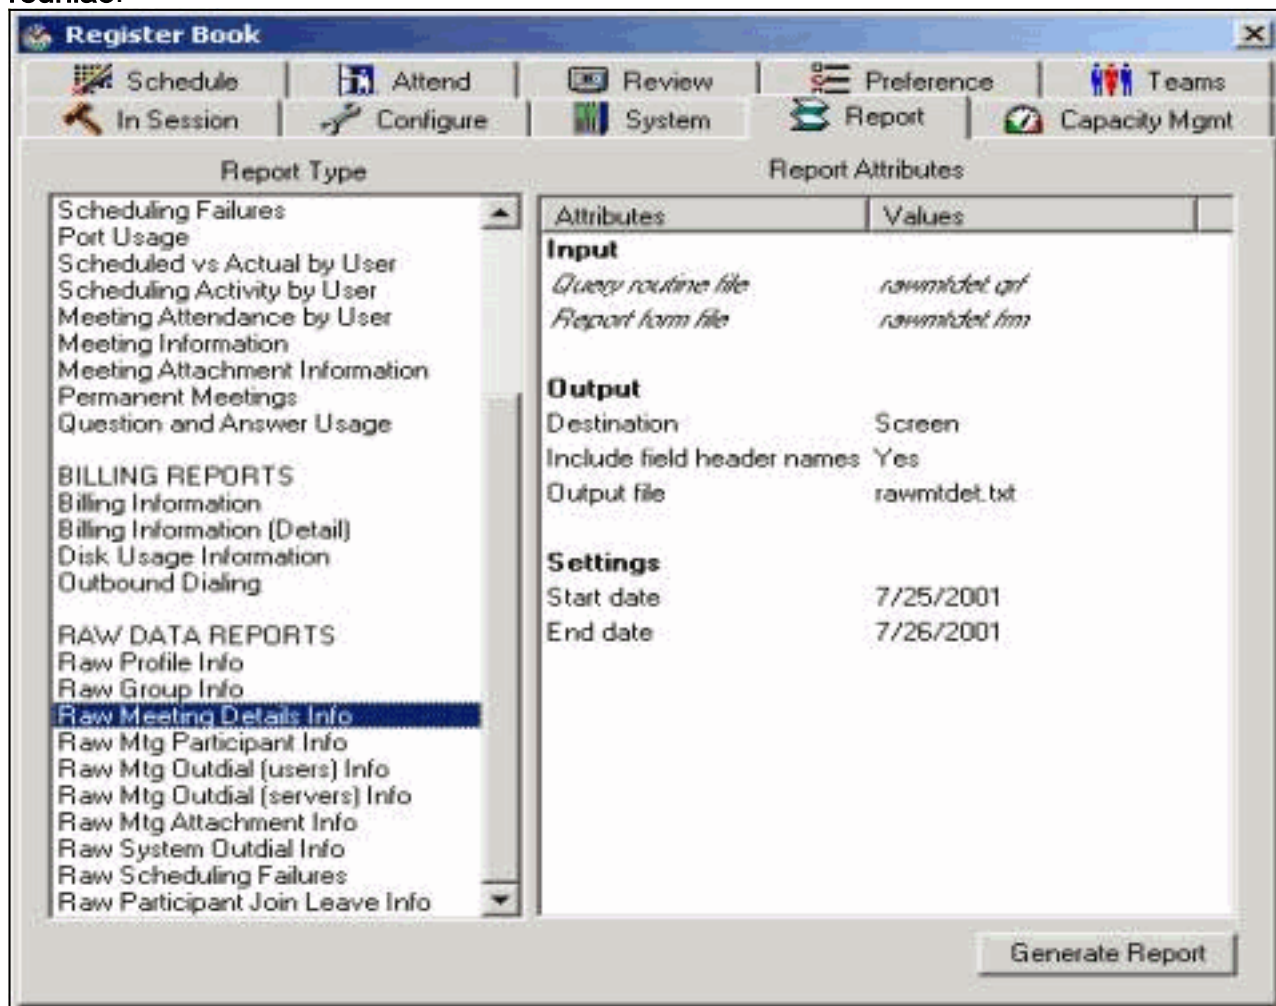 reunião.
Register Book
Schedule Attend Review Preference Teams
In Session Configure System Report Capacity Mgmt
Report Type
Report Attributes
Scheduling Failures
Port Usage
Scheduled vs Actual by User
Scheduling Activity by User
Meeting Attendance by User
Meeting Information
Meeting Attachment Information
Permanent Meetings
Question and Answer Usage
BILLING REPORTS
Billing Information
Billing Information (Detail)
Disk Usage Information
Outbound Dialing
RAW DATA REPORTS
Raw Profile Info
Raw Group Info
Raw Meeting Details Info
Raw Mtg Participant Info
Raw Mtg Outdial (users) Info
Raw Mtg Outdial (servers) Info
Raw Mtg Attachment Info
Raw System Outdial Info
Raw Scheduling Failures
Raw Participant Join Leave Info
Attributes Values
Input
Query routine file rawmtdet.qrf
Report form file rawmtdet.frm
Output
Destination Screen
Include field header names Yes
Output file rawmtdet.txt
Settings
Start date 7/25/2001
End date 7/26/2001
Generate Report